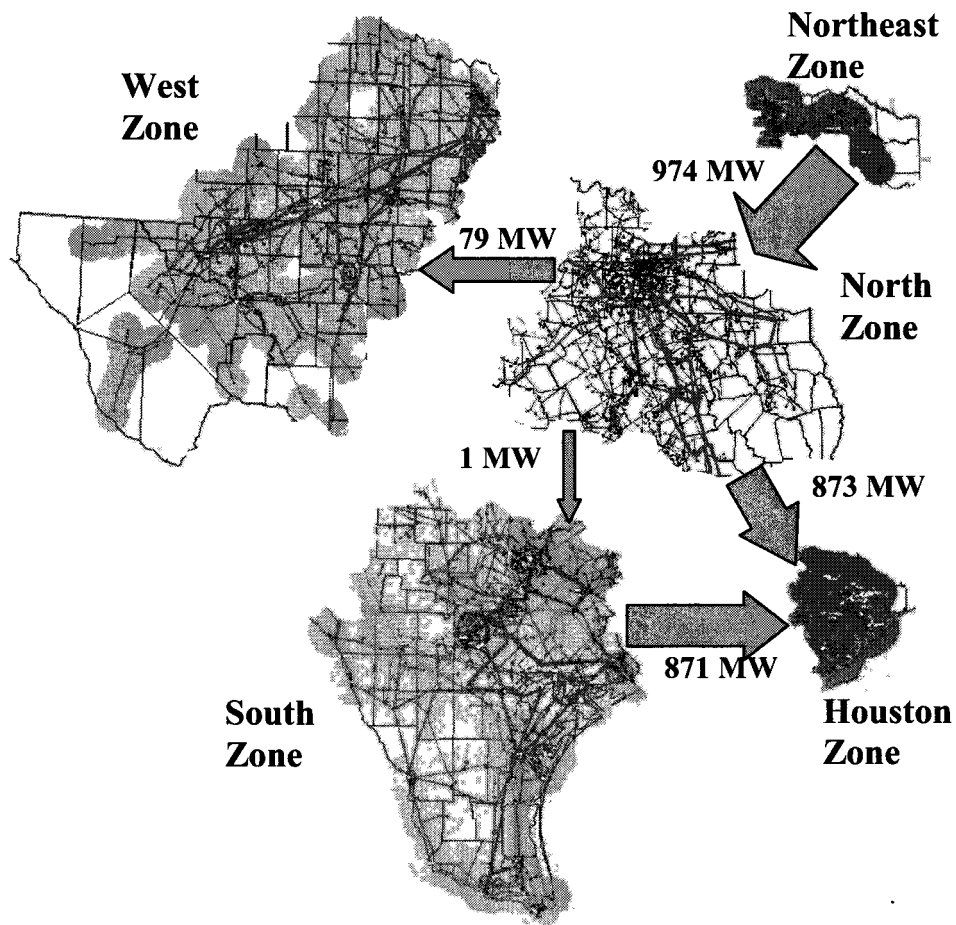 Northeast
Zone
West
Zone
974 MW
79 MW
North
Zone
1 MW
873 MW
871 MW
South
Zone
Houston
Zone